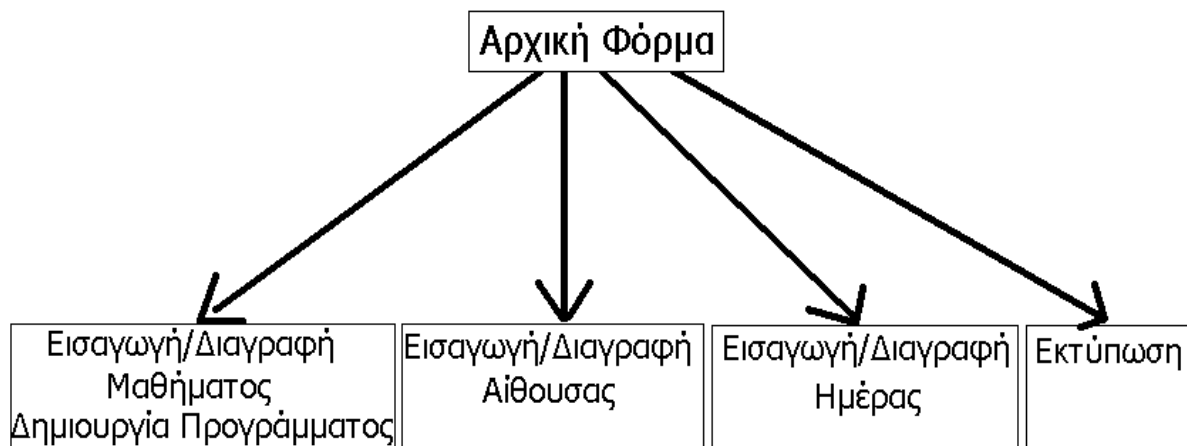 Αρχική Φόρμα
Εισαγωγή/Διαγραφή
Μαθήματος
Δημιουργία Προγράμματος
Εισαγωγή/Διαγραφή
Αίθουσας
Εισαγωγή/Διαγραφή
Ημέρας
Εκτύπωση